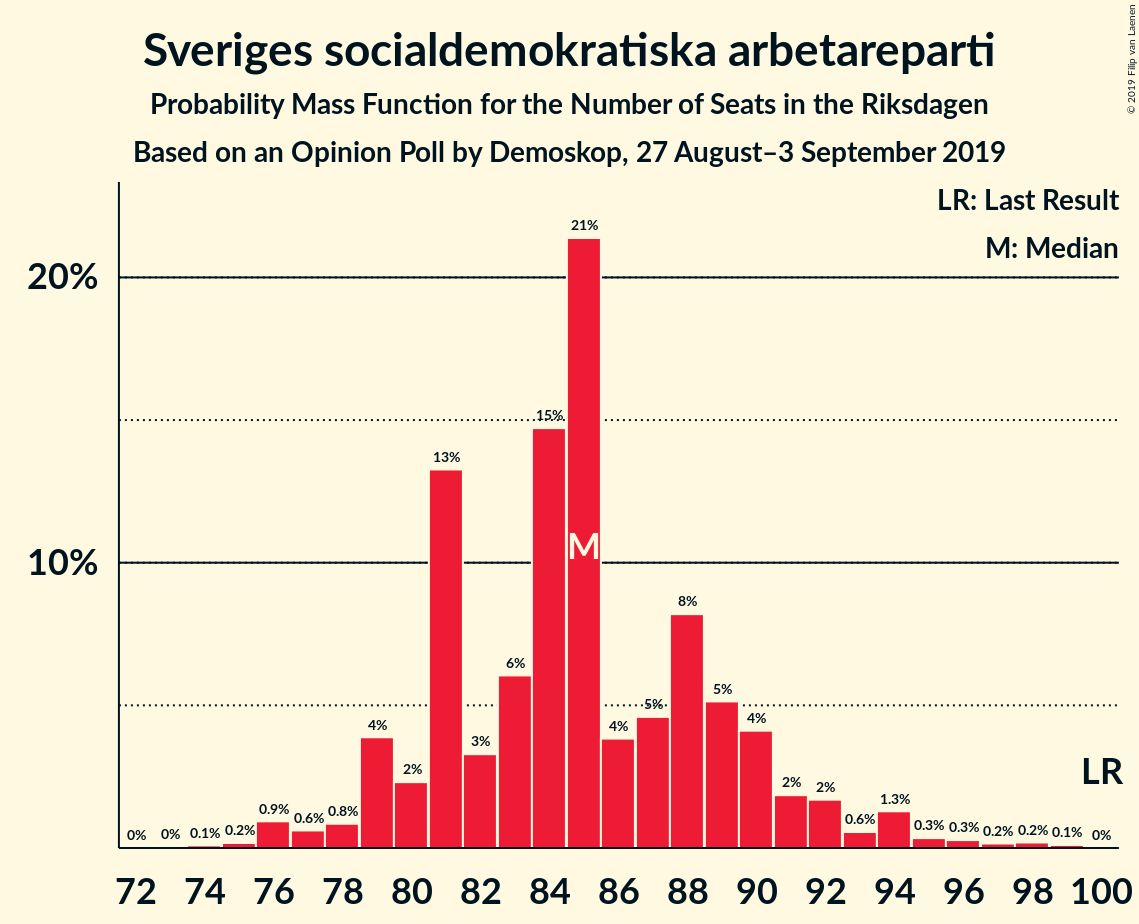 Sveriges socialdemokratiska arbetareparti
Probability Mass Function for the Number of Seats in the Riksdagen
Based on an Opinion Poll by Demoskop, 27 August–3 September 2019
© 2019 Filip van Laenen
LR: Last Result
M: Median
20%
10%
0% 0% 0.1% 0.2% 0.9% 0.6% 0.8% 4% 2% 13% 3% 6% 15% 21% 4% 5% 8% 5% 4% 2% 2% 0.6% 1.3% 0.3% 0.3% 0.2% 0.2% 0.1% 0%
M
LR
72 74 76 78 80 82 84 86 88 90 92 94 96 98 100